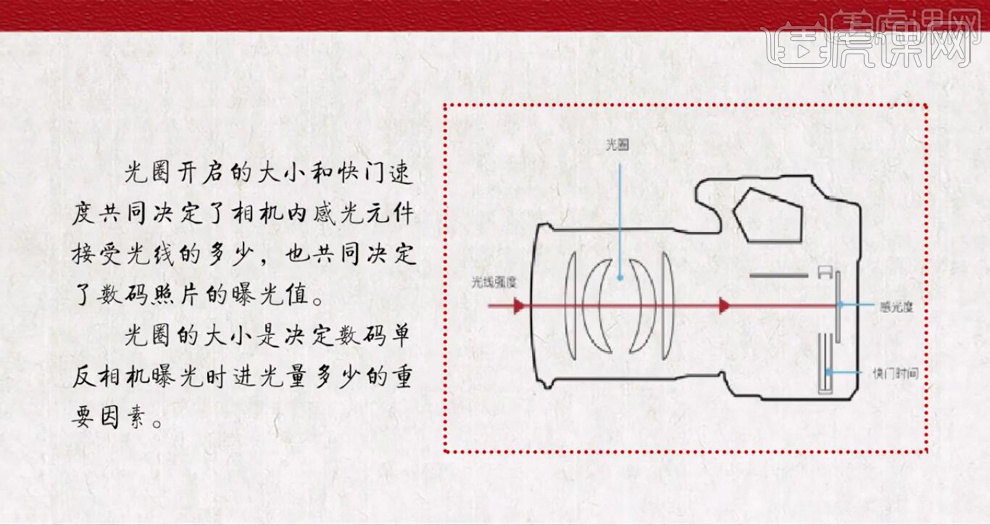 虎课网
虎课网
光圈开启的大小和快门速
度共同决定了相机内感光元件
接受光线的多少，也共同决定
了数码照片的曝光值。
光圈的大小是决定数码单
反相机曝光时进光量多少的重
要因素。
光圈
光线强度
感光度
快门时间